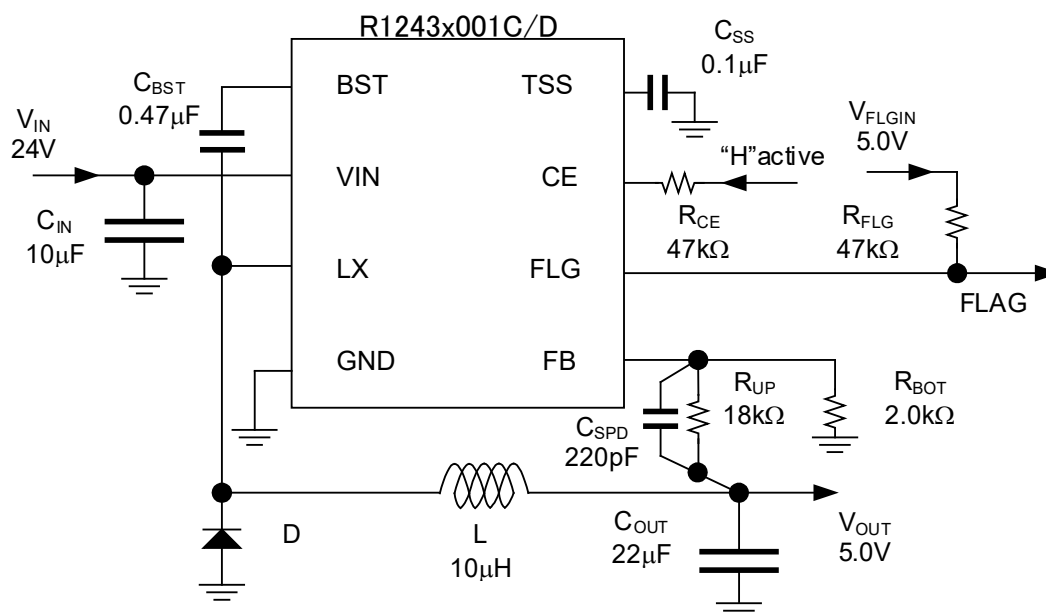 R1243x001C/D
CSS
0.1μF
CBST
0.47μF
BST
TSS
VIN
24V
VFLGIN
5.0V
"H"active
VIN
CE
CIN
10μF
RCE
47kΩ
RFLG
47kΩ
LX
FLG
FLAG
GND
FB
RUP
18kΩ
RBOT
2.0kΩ
CSPD
220pF
D
L
10μH
COUT
22μF
VOUT
5.0V